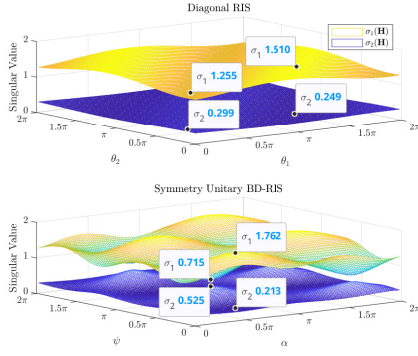 Diagonal RIS
σ1(H)
σ2(H)
σ1 1.510
σ1 1.255
σ2 0.249
σ2 0.299
Singular Value
2
1
0
2π
1.5π
π
0.5π
0
θ2
0
0.5π
π
1.5π
2π
θ1
Symmetry Unitary BD-RIS
σ1 1.762
σ1 0.715
σ2 0.525
σ2 0.213
Singular Value
2
1
0
2π
1.5π
π
0.5π
0
ψ
0
0.5π
π
1.5π
2π
α